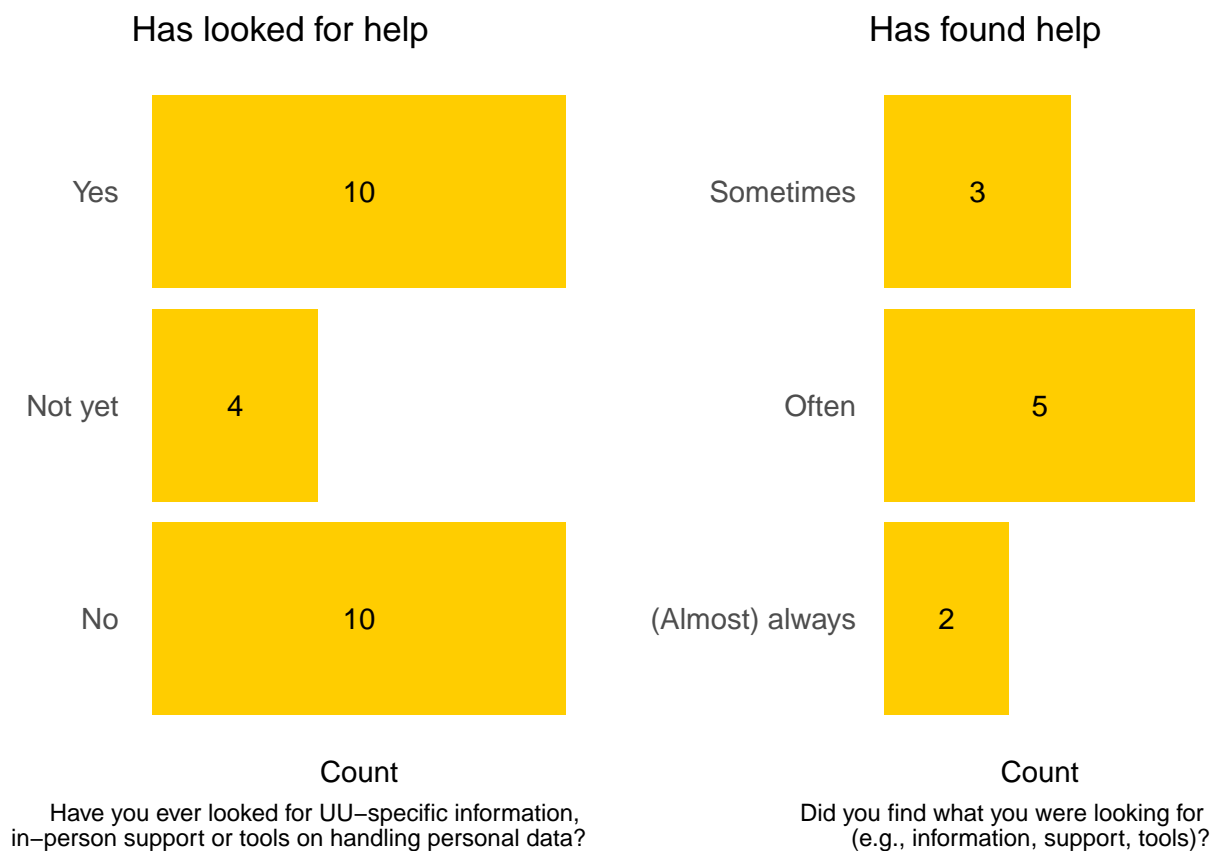 Has looked for help
Yes
10
Not yet
4
No
10
Count
Have you ever looked for UU−specific information,
in−person support or tools on handling personal data?
Has found help
Sometimes
3
Often
5
(Almost) always
2
Count
Did you find what you were looking for
(e.g., information, support, tools)?